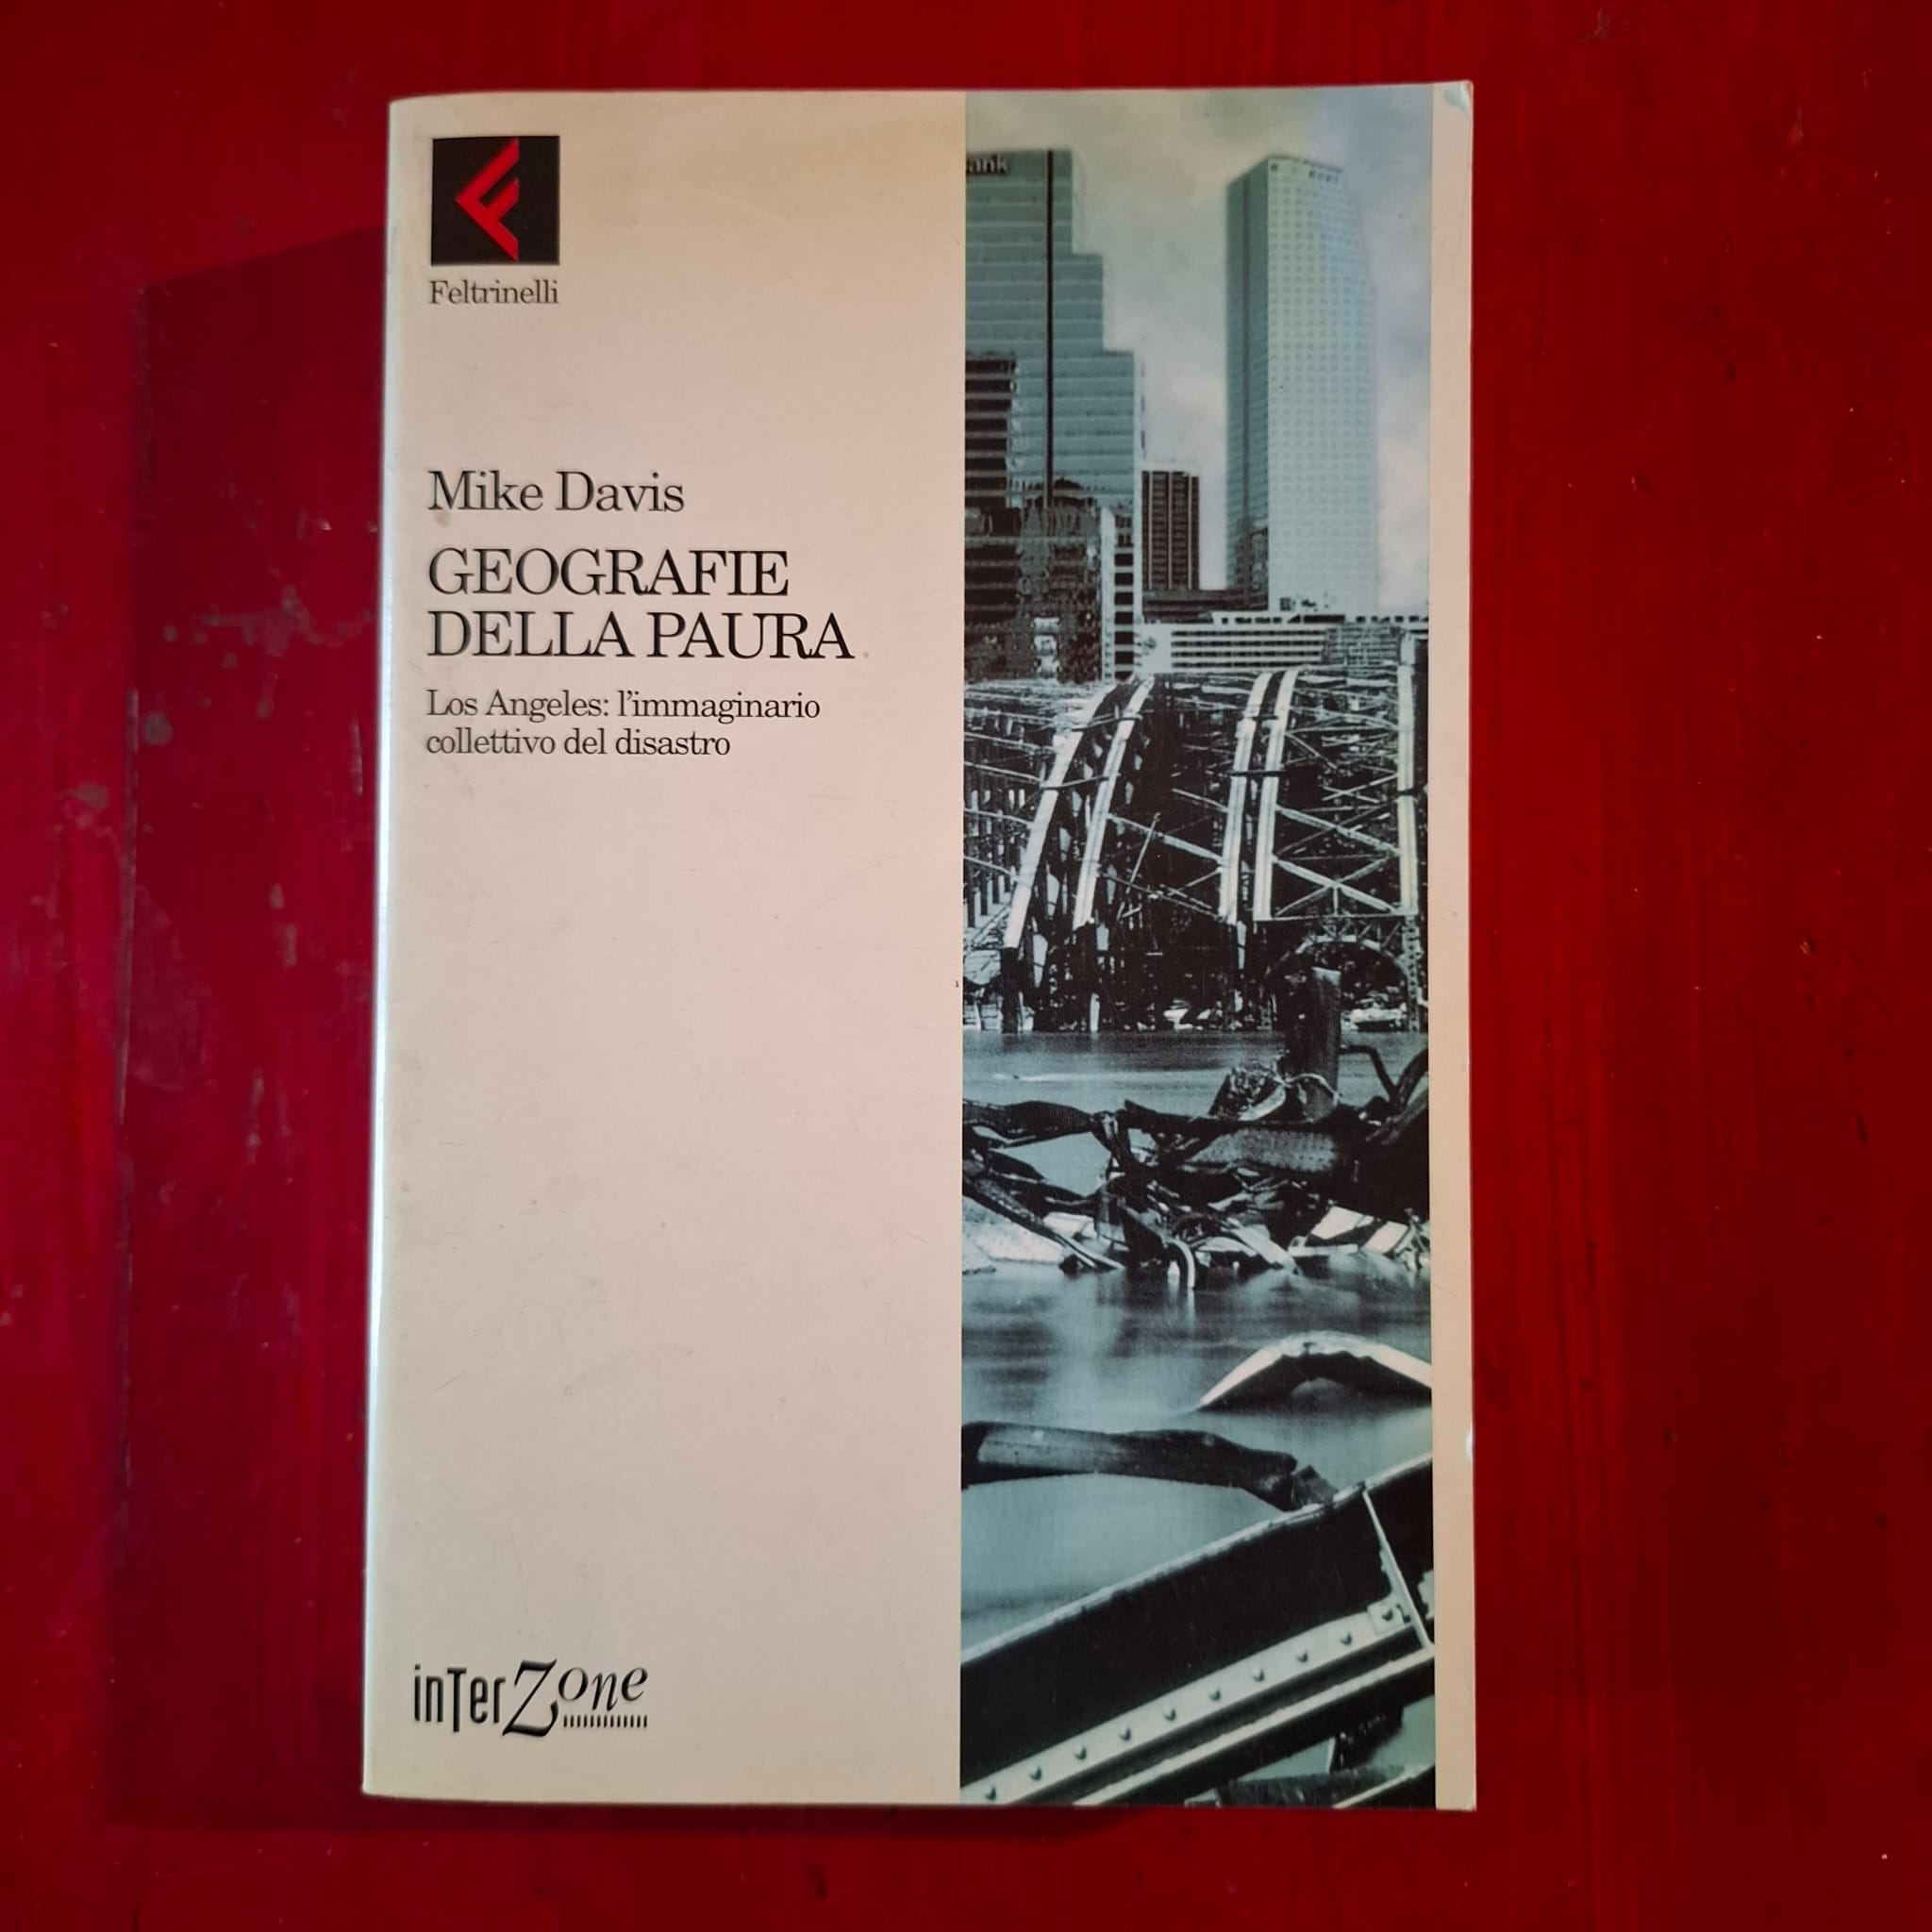 Feltrinelli
Mike Davis
GEOGRAFIE
DELLA PAURA
Los Angeles: l'immaginario
collettivo del disastro
inTerZone